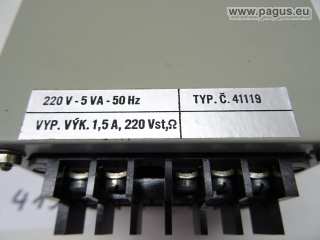 www.pagus.eu
220 V - 5 VA - 50 Hz
TYP. Č. 41119
VYP. VÝK. 1,5 A, 220 Vst,Ω